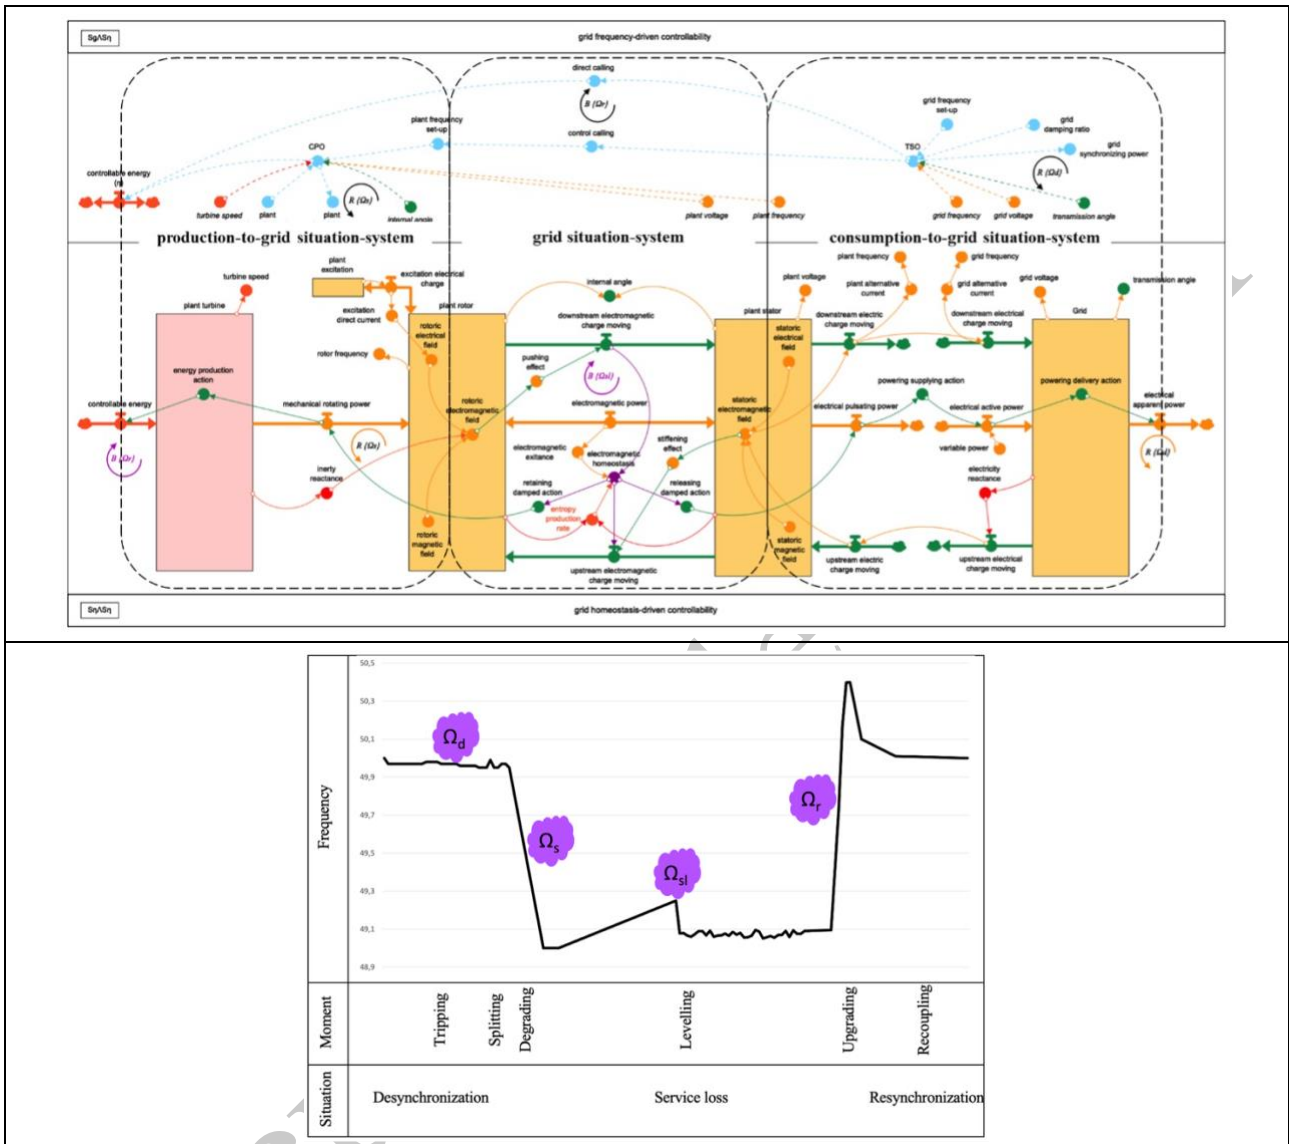 Sg∧Sη
grid frequency-driven controllability
direct calling
B {Ωr}
plant frequency
set-up
control calling
grid frequency
set-up
grid
damping ratio
grid
synchronizing power
CPO
TSO
controllable energy
(n)
R {Ωs}
R {Ωd}
turbine speed
plant
plant
internal angle
plant voltage
plant frequency
grid frequency
grid voltage
transmission angle
production-to-grid situation-system
grid situation-system
consumption-to-grid situation-system
plant
excitation
excitation electrical
charge
turbine speed
plant turbine
excitation
direct current
plant rotor
internal angle
plant voltage
plant frequency
grid frequency
plant alternative
current
grid alternative
current
grid voltage
transmission angle
downstream electromagnetic
charge moving
plant stator
downstream electric
charge moving
downstream electrical
charge moving
Grid
rotoric
electrical
field
statoric
electrical
field
rotor frequency
pushing
effect
B {Ωsl}
energy production
action
powering supplying action
powering delivery action
controllable energy
mechanical rotating power
rotoric
electromagnetic
field
electromagnetic power
statoric
electromagnetic
field
electrical pulsating power
electrical active power
electrical
apparent power
B {Ωr}
R {Ωs}
electromagnetic
exitance
electromagnetic
homeostasis
stiffening
effect
variable power
R {Ωd}
inerty
reactance
electricity
reactance
retaining
damped action
entropy
production
rate
releasing
damped action
rotoric
magnetic
field
statoric
magnetic
field
upstream electromagnetic
charge moving
upstream electric
charge moving
upstream electrical
charge moving
Sη∧Sη
grid homeostasis-driven controllability
Frequency
50,5
50,3
50,1
49,9
49,7
49,5
49,3
49,1
48,9
Ωd
Ωs
Ωsl
Ωr
Moment
Tripping
Splitting
Degrading
Levelling
Upgrading
Recoupling
Situation
Desynchronization
Service loss
Resynchronization